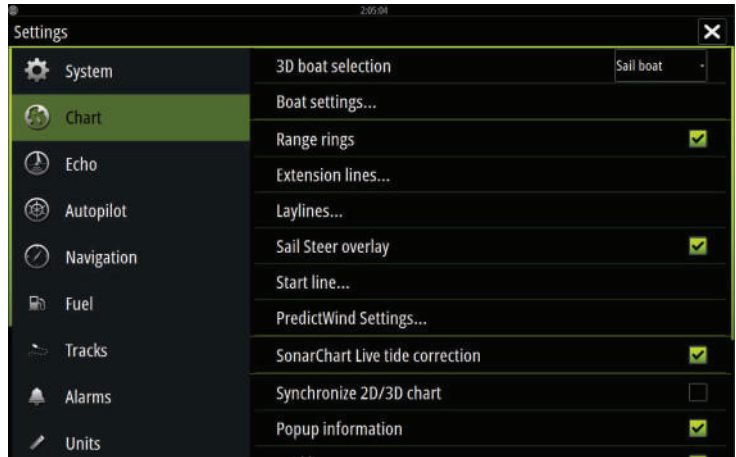 2:05:04
Settings
System
Chart
Echo
Autopilot
Navigation
Fuel
Tracks
Alarms
Units
3D boat selection
Sail boat
Boat settings...
Range rings
Extension lines...
Laylines...
Sail Steer overlay
Start line...
PredictWind Settings...
SonarChart Live tide correction
Synchronize 2D/3D chart
Popup information